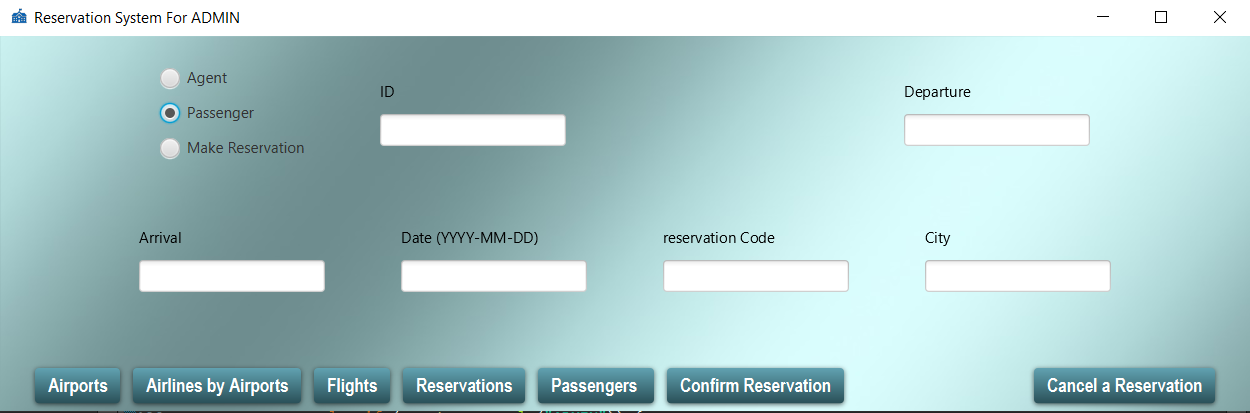 Reservation System For ADMIN
Agent
Passenger
Make Reservation
ID
Departure
Arrival
Date (YYYY-MM-DD)
reservation Code
City
Airports
Airlines by Airports
Flights
Reservations
Passengers
Confirm Reservation
Cancel a Reservation